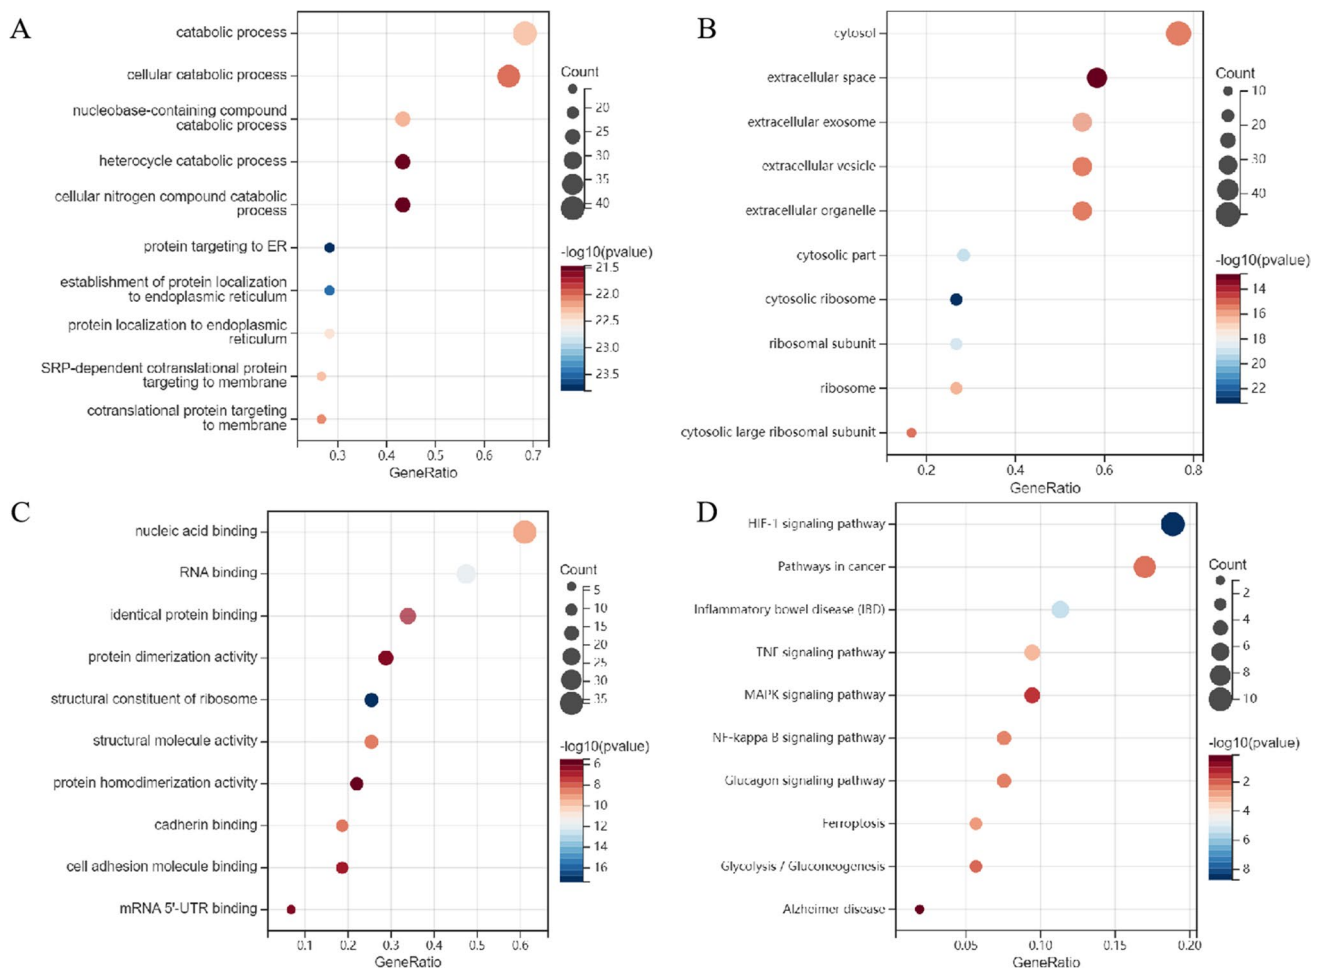 A
catabolic process
cellular catabolic process
nucleobase-containing compound
catabolic process
heterocycle catabolic process
cellular nitrogen compound catabolic
process
protein targeting to ER
establishment of protein localization
to endoplasmic reticulum
protein localization to endoplasmic
reticulum
SRP-dependent cotranslational protein
targeting to membrane
cotranslational protein targeting
to membrane
0.3 0.4 0.5 0.6 0.7
GeneRatio
Count
20
25
30
35
40
-log10(pvalue)
21.5
22.0
22.5
23.0
23.5
B
cytosol
extracellular space
extracellular exosome
extracellular vesicle
extracellular organelle
cytosolic part
cytosolic ribosome
ribosomal subunit
ribosome
cytosolic large ribosomal subunit
0.2 0.4 0.6 0.8
GeneRatio
Count
10
20
30
40
-log10(pvalue)
14
16
18
20
22
C
nucleic acid binding
RNA binding
identical protein binding
protein dimerization activity
structural constituent of ribosome
structural molecule activity
protein homodimerization activity
cadherin binding
cell adhesion molecule binding
mRNA 5'-UTR binding
0.1 0.2 0.3 0.4 0.5 0.6
GeneRatio
Count
5
10
15
20
25
30
35
-log10(pvalue)
6
8
10
12
14
16
D
HIF-1 signaling pathway
Pathways in cancer
Inflammatory bowel disease (IBD)
TNF signaling pathway
MAPK signaling pathway
NF-kappa B signaling pathway
Glucagon signaling pathway
Ferroptosis
Glycolysis / Gluconeogenesis
Alzheimer disease
0.05 0.10 0.15 0.20
GeneRatio
Count
2
4
6
8
10
-log10(pvalue)
2
4
6
8